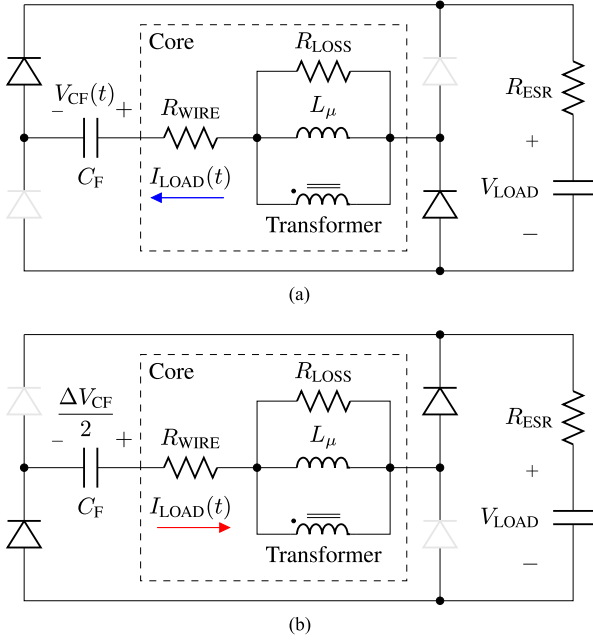 Core
R_LOSS
V_CF(t)
− +
R_WIRE
L_μ
R_ESR
C_F
I_LOAD(t)
Transformer
+
V_LOAD
−
(a)
Core
R_LOSS
ΔV_CF
2
− +
R_WIRE
L_μ
R_ESR
C_F
I_LOAD(t)
Transformer
+
V_LOAD
−
(b)